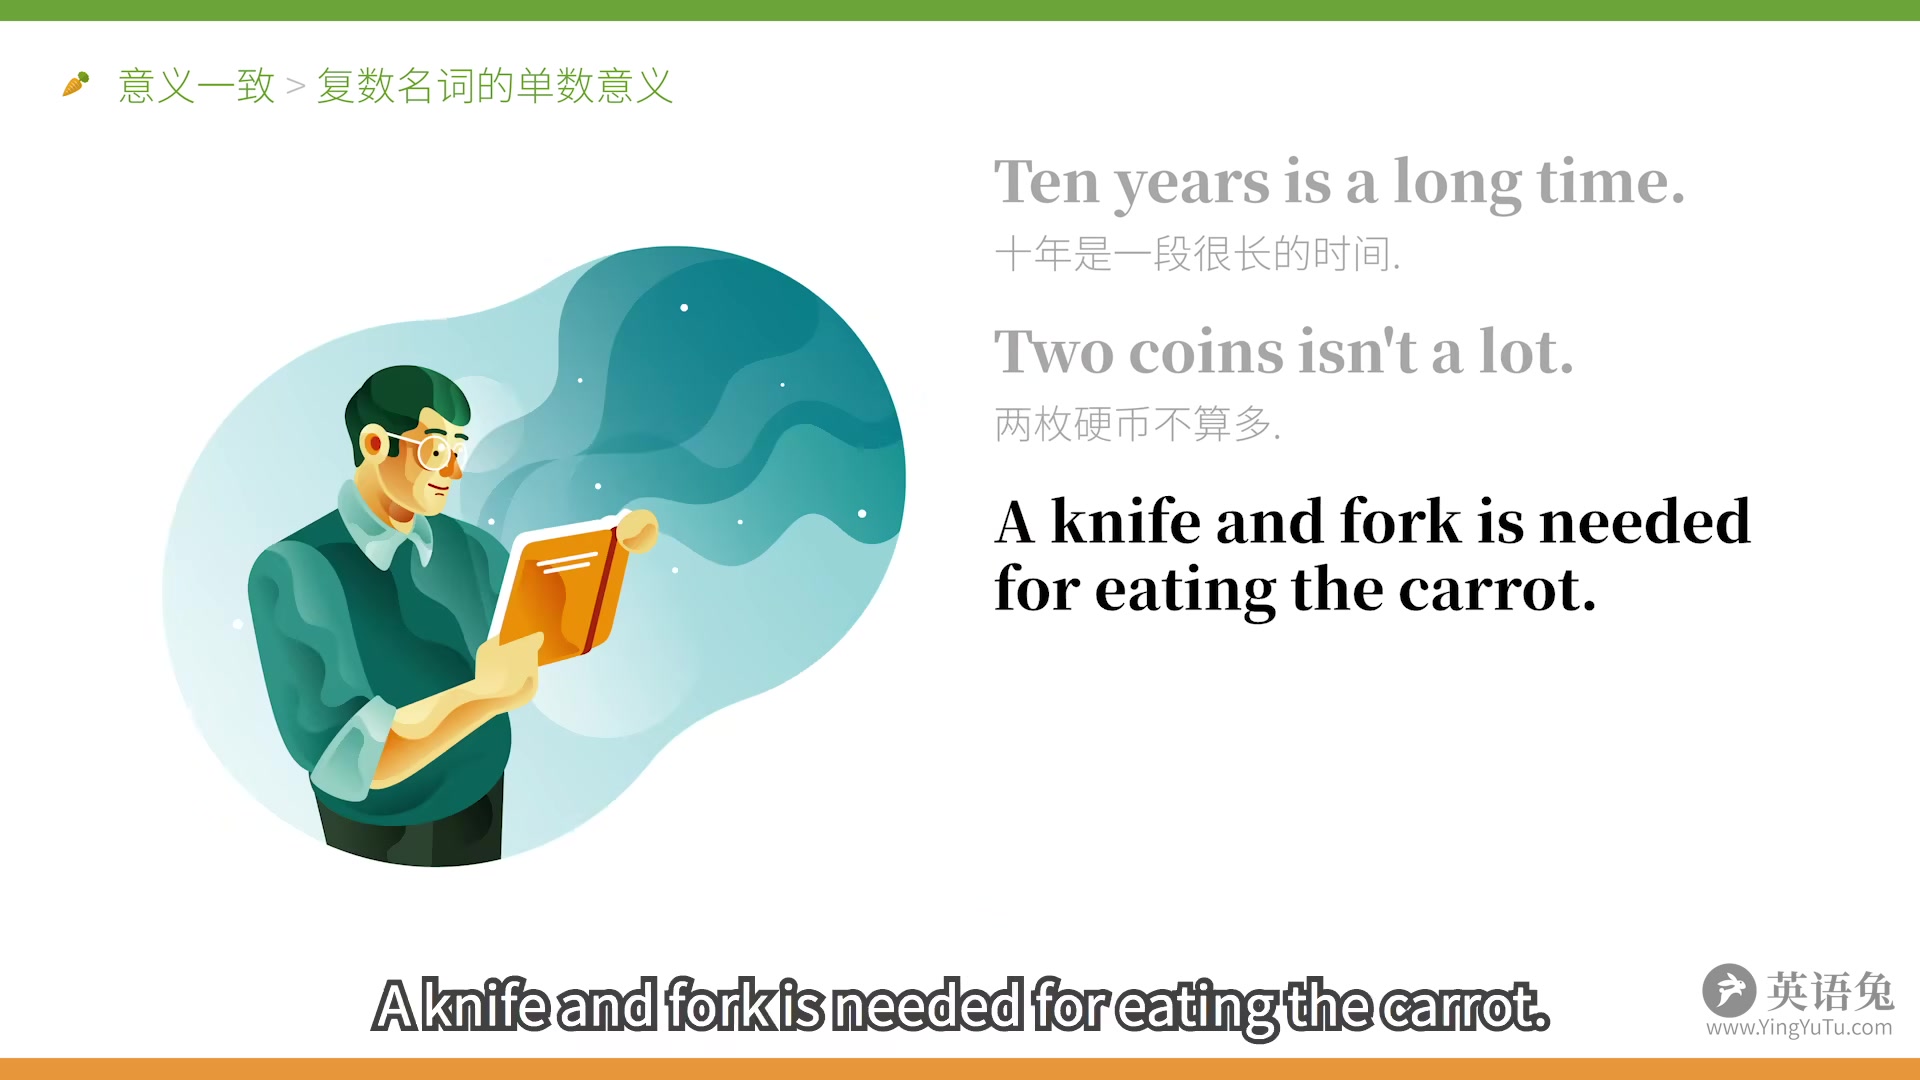 意义一致 > 复数名词的单数意义
Ten years is a long time.
十年是一段很长的时间.
Two coins isn't a lot.
两枚硬币不算多.
A knife and fork is needed
for eating the carrot.
A knife and fork is needed for eating the carrot.
英语兔
www.YingYuTu.com